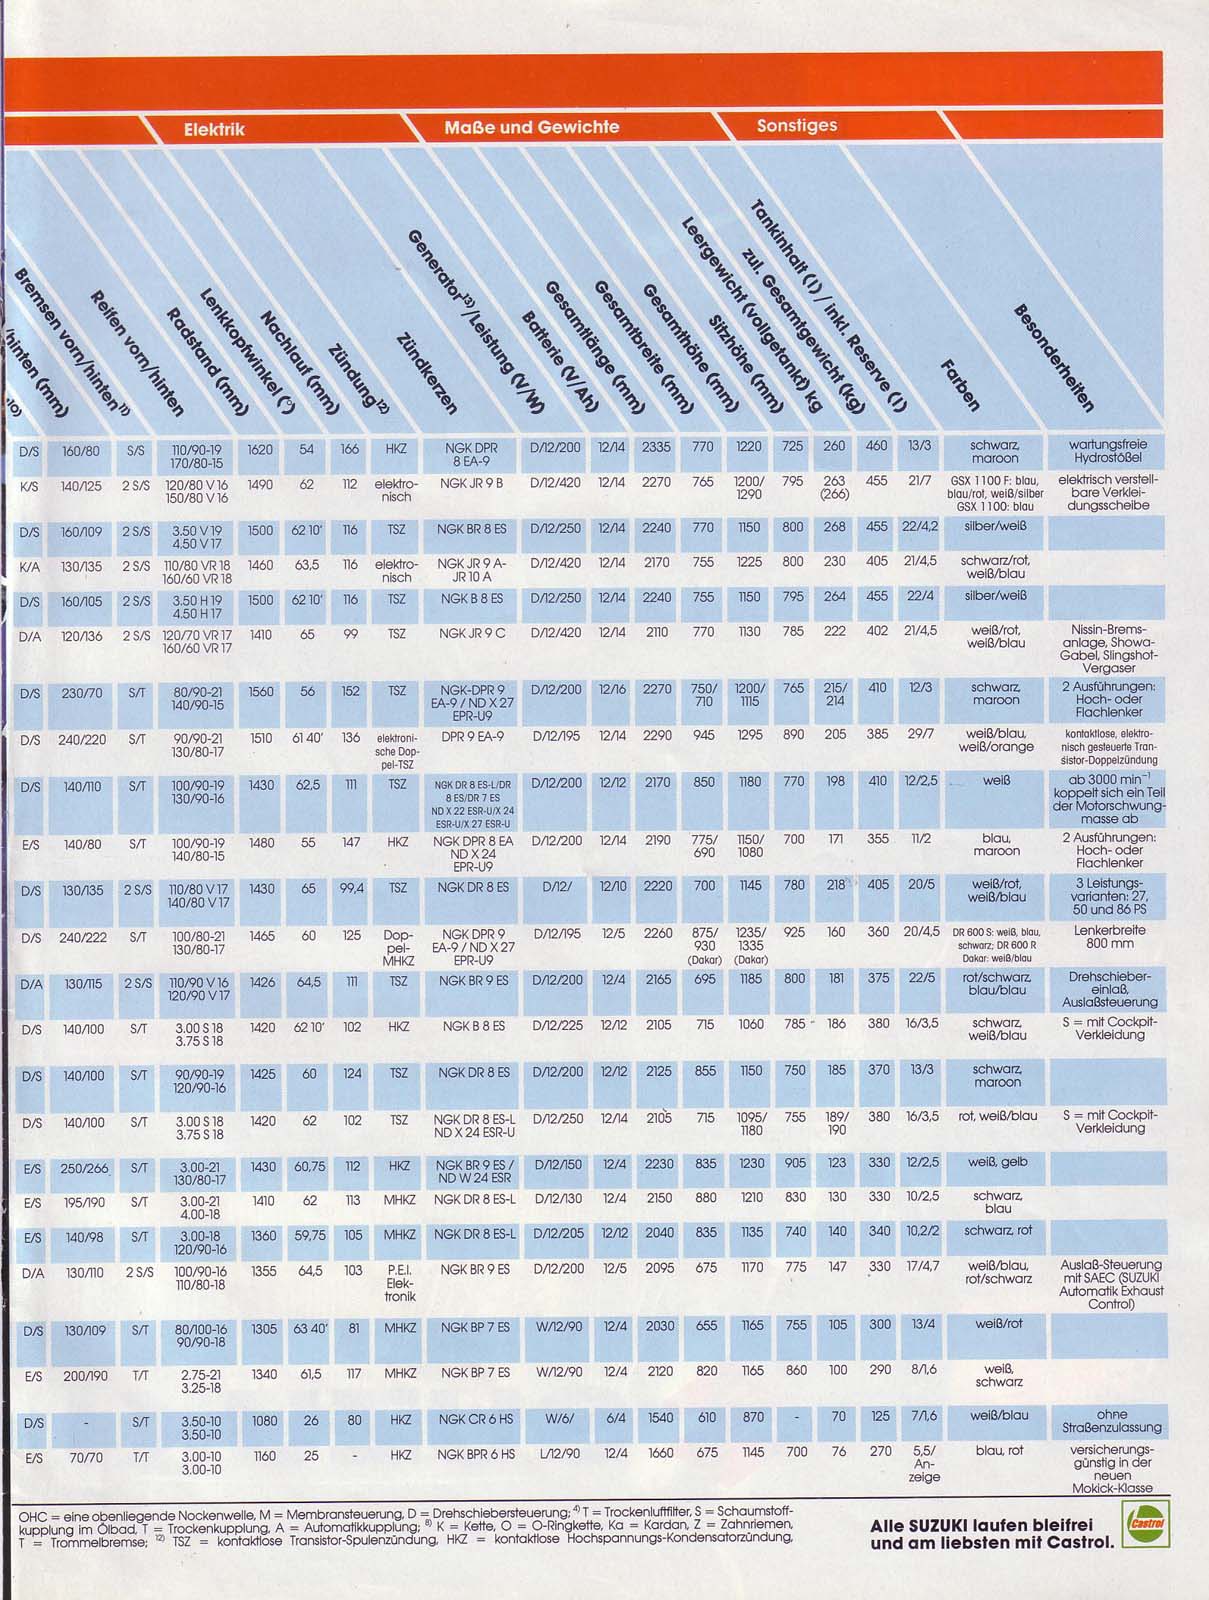 Elektrik Maße und Gewichte Sonstiges
/hinten (mm)
Bremsen vorn/hinten¹¹⁾
Reifen vorn/hinten
Radstand (mm)
Lenkkopfwinkel (°)
Nachlauf (mm)
Zündung¹²⁾
Zündkerzen
Generator¹³⁾/Leistung (V/W)
Batterie (V/Ah)
Gesamtlänge (mm)
Gesamtbreite (mm)
Gesamthöhe (mm)
Sitzhöhe (mm)
Leergewicht (vollgetankt) kg
zul. Gesamtgewicht (kg)
Tankinhalt (l) / inkl. Reserve (l)
Farben
Besonderheiten
D/S 160/80 S/S 110/90-19 1620 54 166 HKZ NGK DPR D/12/200 12/14 2335 770 1220 725 260 460 13/3 schwarz, wartungsfreie
170/80-15 8 EA-9 maroon Hydrostößel
K/S 140/125 2 S/S 120/80 V 16 1490 62 112 elektro- NGK JR 9 B D/12/420 12/14 2270 765 1200/ 795 263 455 21/7 GSX 1100 F: blau, elektrisch verstell-
150/80 V 16 nisch 1290 (266) blau/rot, weiß/silber bare Verklei-
GSX 1100: blau dungsscheibe
D/S 160/109 2 S/S 3.50 V 19 1500 62 10' 116 TSZ NGK BR 8 ES D/12/250 12/14 2240 770 1150 800 268 455 22/4,2 silber/weiß
4.50 V 17
K/A 130/135 2 S/S 110/80 VR 18 1460 63,5 116 elektro- NGK JR 9 A- D/12/420 12/14 2170 755 1225 800 230 405 21/4,5 schwarz/rot,
160/60 VR 18 nisch JR 10 A weiß/blau
D/S 160/105 2 S/S 3.50 H 19 1500 62 10' 116 TSZ NGK B 8 ES D/12/250 12/14 2240 755 1150 795 264 455 22/4 silber/weiß
4.50 H 17
D/A 120/136 2 S/S 120/70 VR 17 1410 65 99 TSZ NGK JR 9 C D/12/420 12/14 2110 770 1130 785 222 402 21/4,5 weiß/rot, Nissin-Brems-
160/60 VR 17 weiß/blau anlage, Showa-
Gabel, Slingshot-
Vergaser
D/S 230/70 S/T 80/90-21 1560 56 152 TSZ NGK-DPR 9 D/12/200 12/16 2270 750/ 1200/ 765 215/ 410 12/3 schwarz, 2 Ausführungen:
140/90-15 EA-9 / ND X 27 710 1115 214 maroon Hoch- oder
EPR-U9 Flachlenker
D/S 240/220 S/T 90/90-21 1510 61 40' 136 elektroni- DPR 9 EA-9 D/12/195 12/14 2290 945 1295 890 205 385 29/7 weiß/blau, kontaktlose, elektro-
130/80-17 sche Dop- weiß/orange nisch gesteuerte Tran-
pel-TSZ sistor-Doppelzündung
D/S 140/110 S/T 100/90-19 1430 62,5 111 TSZ NGK DR 8 ES-L/DR D/12/200 12/12 2170 850 1180 770 198 410 12/2,5 weiß ab 3000 min⁻¹
130/90-16 8 ES/DR 7 ES koppelt sich ein Teil
ND X 22 ESR-U/X 24 der Motorschwung-
ESR-U/X 27 ESR-U masse ab
E/S 140/80 S/T 100/90-19 1480 55 147 HKZ NGK DPR 8 EA D/12/200 12/14 2190 775/ 1150/ 700 171 355 11/2 blau, 2 Ausführungen:
140/80-15 ND X 24 690 1080 maroon Hoch- oder
EPR-U9 Flachlenker
D/S 130/135 2 S/S 110/80 V 17 1430 65 99,4 TSZ NGK DR 8 ES D/12/ 12/10 2220 700 1145 780 218 405 20/5 weiß/rot, 3 Leistungs-
140/80 V 17 weiß/blau varianten: 27,
50 und 86 PS
D/S 240/222 S/T 100/80-21 1465 60 125 Dop- NGK DPR 9 D/12/195 12/5 2260 875/ 1235/ 925 160 360 20/4,5 DR 600 S: weiß, blau, Lenkerbreite
130/80-17 pel- EA-9 / ND X 27 930 1335 schwarz; DR 600 R 800 mm
MHKZ EPR-U9 (Dakar) (Dakar) Dakar: weiß/blau
D/A 130/115 2 S/S 110/90 V 16 1426 64,5 111 TSZ NGK BR 9 ES D/12/200 12/4 2165 695 1185 800 181 375 22/5 rot/schwarz, Drehschieber-
120/90 V 17 blau/blau einlaß,
Auslaßsteuerung
D/S 140/100 S/T 3.00 S 18 1420 62 10' 102 HKZ NGK B 8 ES D/12/225 12/12 2105 715 1060 785 186 380 16/3,5 schwarz, S = mit Cockpit-
3.75 S 18 weiß/blau Verkleidung
D/S 140/100 S/T 90/90-19 1425 60 124 TSZ NGK DR 8 ES D/12/200 12/12 2125 855 1150 750 185 370 13/3 schwarz,
120/90-16 maroon
D/S 140/100 S/T 3.00 S 18 1420 62 102 TSZ NGK DR 8 ES-L D/12/250 12/14 2105 715 1095/ 755 189/ 380 16/3,5 rot, weiß/blau S = mit Cockpit-
3.75 S 18 ND X 24 ESR-U 1180 190 Verkleidung
E/S 250/266 S/T 3.00-21 1430 60,75 112 HKZ NGK BR 9 ES / D/12/150 12/4 2230 835 1230 905 123 330 12/2,5 weiß, gelb
130/80-17 ND W 24 ESR
E/S 195/190 S/T 3.00-21 1410 62 113 MHKZ NGK DR 8 ES-L D/12/130 12/4 2150 880 1210 830 130 330 10/2,5 schwarz,
4.00-18 blau
E/S 140/98 S/T 3.00-18 1360 59,75 105 MHKZ NGK DR 8 ES-L D/12/205 12/12 2040 835 1135 740 140 340 10,2/2 schwarz, rot
120/90-16
D/A 130/110 2 S/S 100/90-16 1355 64,5 103 P.E.I. NGK BR 9 ES D/12/200 12/5 2095 675 1170 775 147 330 17/4,7 weiß/blau, Auslaß-Steuerung
110/80-18 Elek- rot/schwarz mit SAEC (SUZUKI
tronik Automatik Exhaust
Control)
D/S 130/109 S/T 80/100-16 1305 63 40' 81 MHKZ NGK BP 7 ES W/12/90 12/4 2030 655 1165 755 105 300 13/4 weiß/rot
90/90-18
E/S 200/190 T/T 2.75-21 1340 61,5 117 MHKZ NGK BP 7 ES W/12/90 12/4 2120 820 1165 860 100 290 8/1,6 weiß,
3.25-18 schwarz
D/S - S/T 3.50-10 1080 26 80 HKZ NGK CR 6 HS W/6/ 6/4 1540 610 870 - 70 125 7/1,6 weiß/blau ohne
3.50-10 Straßenzulassung
E/S 70/70 T/T 3.00-10 1160 25 - HKZ NGK BPR 6 HS L/12/90 12/4 1660 675 1145 700 76 270 5,5/ blau, rot versicherungs-
3.00-10 An- günstig in der
zeige neuen
Mokick-Klasse
OHC = eine obenliegende Nockenwelle, M = Membransteuerung, D = Drehschiebersteuerung; ⁴⁾ T = Trockenluftfilter, S = Schaumstoff-
kupplung im Ölbad, T = Trockenkupplung, A = Automatikkupplung; ⁸⁾ K = Kette, O = O-Ringkette, Ka = Kardan, Z = Zahnriemen,
T = Trommelbremse; ¹²⁾ TSZ = kontaktlose Transistor-Spulenzündung, HKZ = kontaktlose Hochspannungs-Kondensatorzündung,
Alle SUZUKI laufen bleifrei
und am liebsten mit Castrol.
Castrol